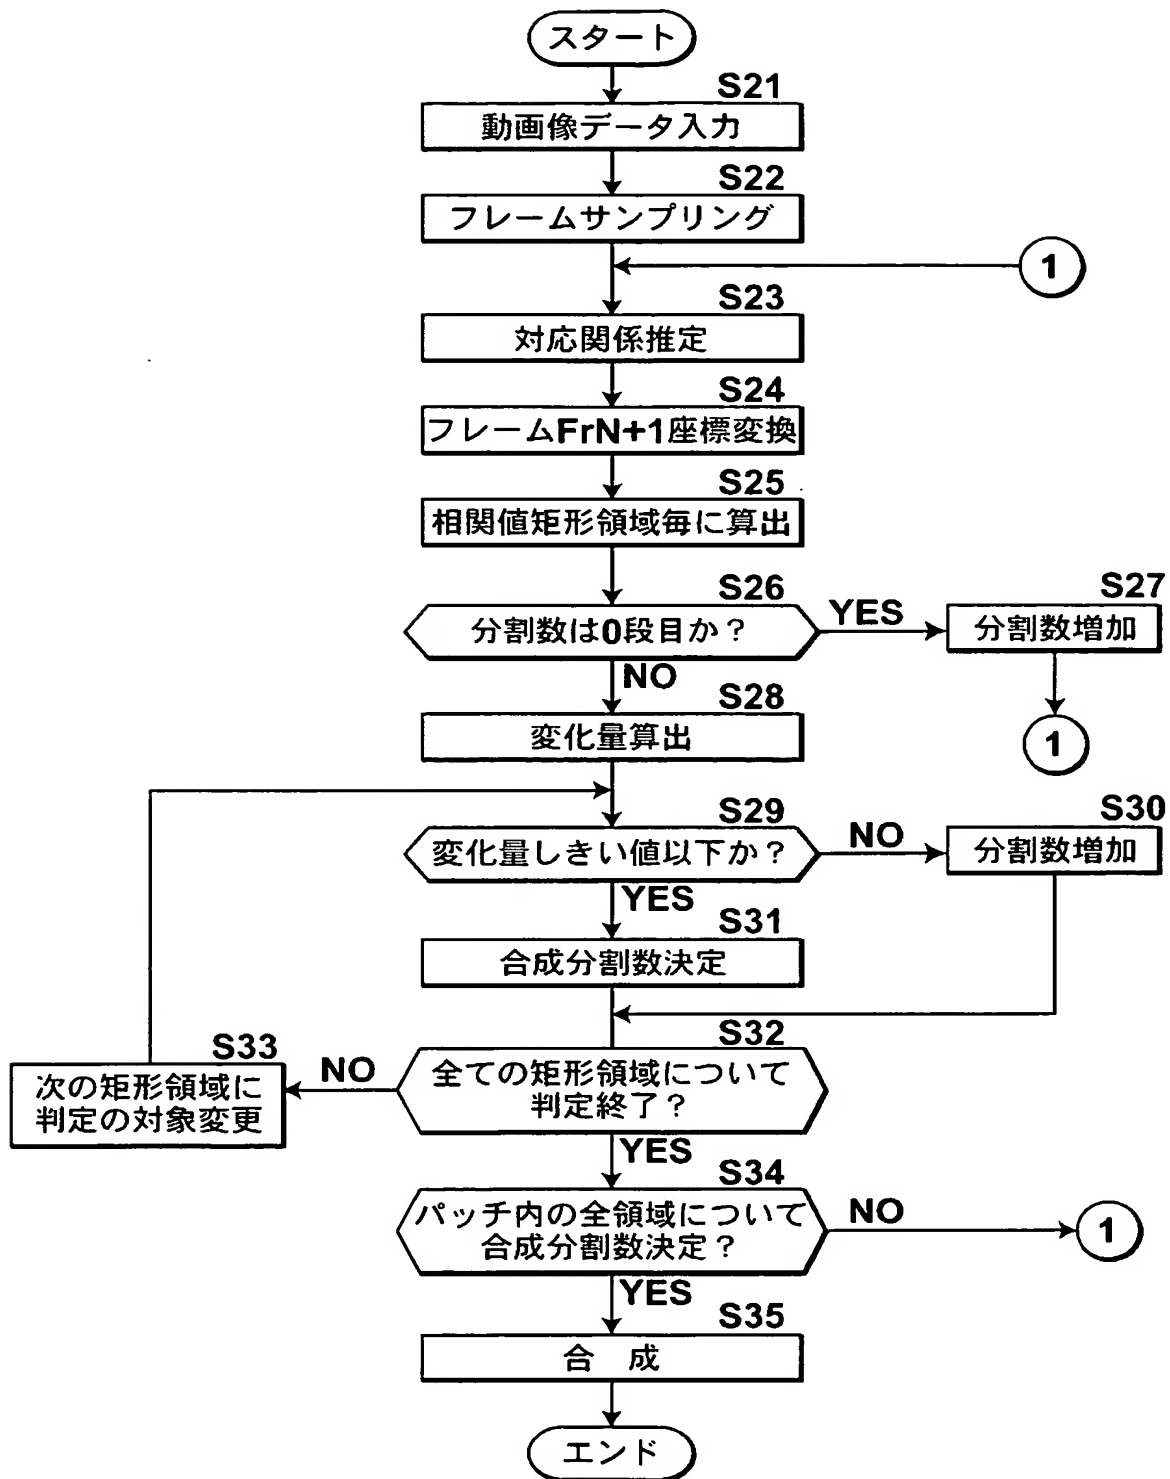 スタート
S21
動画像データ入力
S22
フレームサンプリング
1
S23
対応関係推定
S24
フレームFrN+1座標変換
S25
相関値矩形領域毎に算出
S26
分割数は0段目か？
YES
S27
分割数増加
NO
1
S28
変化量算出
S29
変化量しきい値以下か？
NO
S30
分割数増加
YES
S31
合成分割数決定
S32
全ての矩形領域について
判定終了？
NO
S33
次の矩形領域に
判定の対象変更
YES
S34
パッチ内の全領域について
合成分割数決定？
NO
1
YES
S35
合 成
エンド